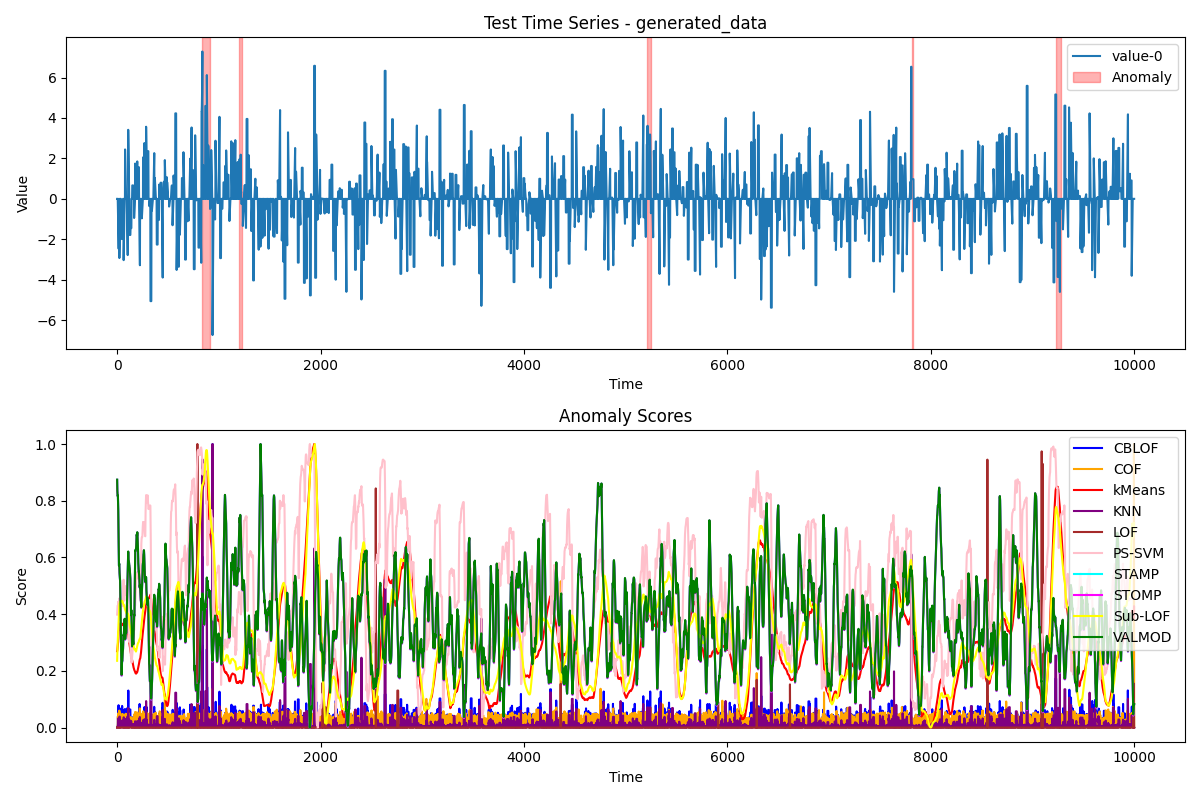 Test Time Series - generated_data
6
4
2
0
−2
−4
−6
Value
value-0
Anomaly
0
2000
4000
6000
8000
10000
Time
Anomaly Scores
1.0
0.8
0.6
0.4
0.2
0.0
Score
CBLOF
COF
kMeans
KNN
LOF
PS-SVM
STAMP
STOMP
Sub-LOF
VALMOD
0
2000
4000
6000
8000
10000
Time